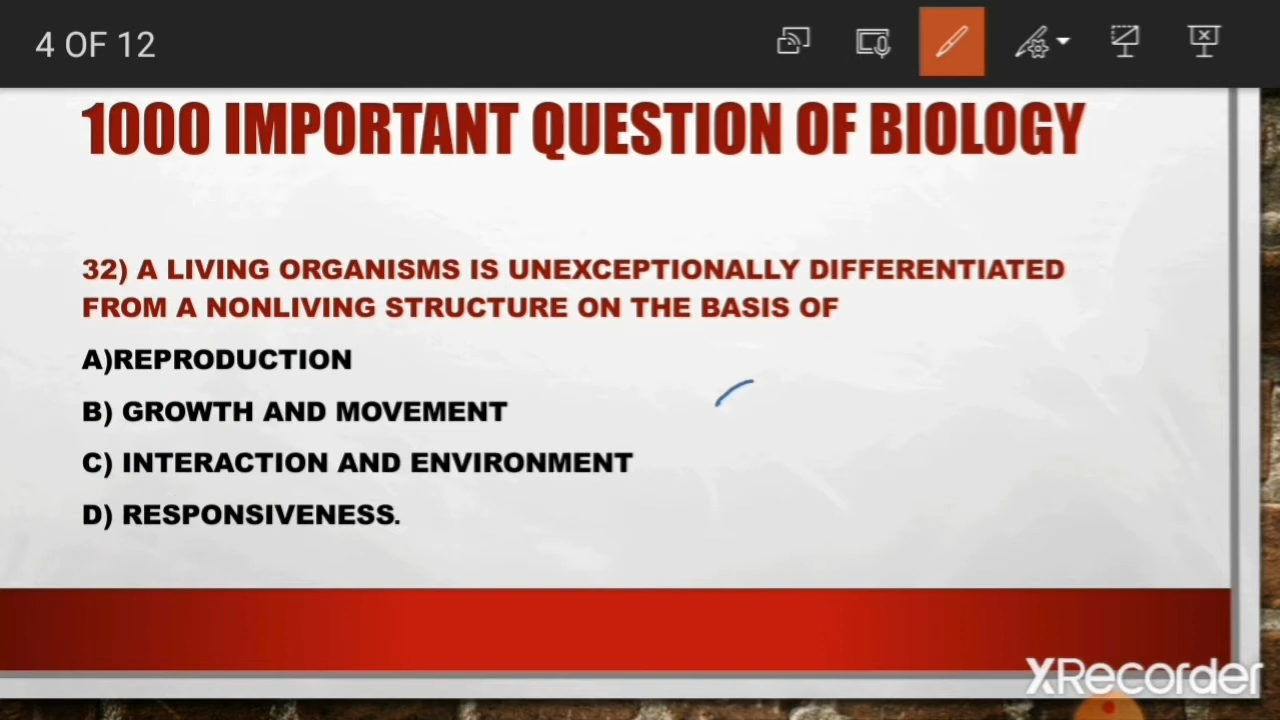 4 OF 12
1000 IMPORTANT QUESTION OF BIOLOGY
32) A LIVING ORGANISMS IS UNEXCEPTIONALLY DIFFERENTIATED
FROM A NONLIVING STRUCTURE ON THE BASIS OF
A)REPRODUCTION
B) GROWTH AND MOVEMENT
C) INTERACTION AND ENVIRONMENT
D) RESPONSIVENESS.
XRecorder